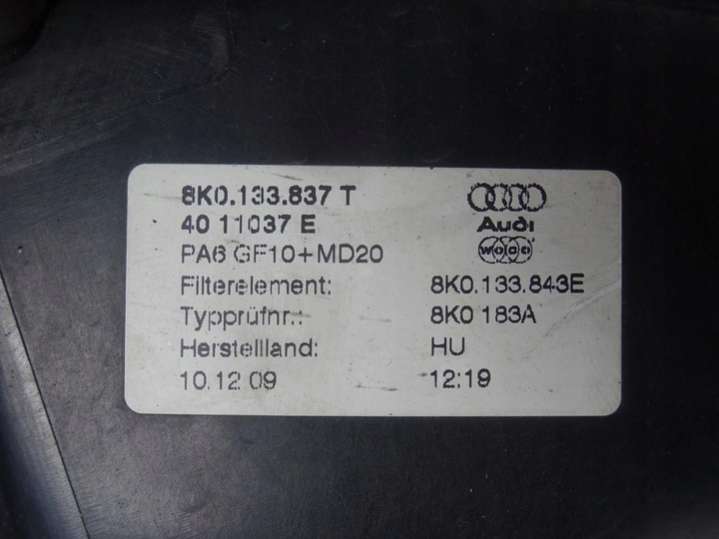 8K0.133.837 T
40 11037 E
Audi
PA6 GF10+MD20
woco
Filterelement: 8K0.133.843E
Typprüfnr.: 8K0 183A
Herstellland: HU
10.12.09 12:19